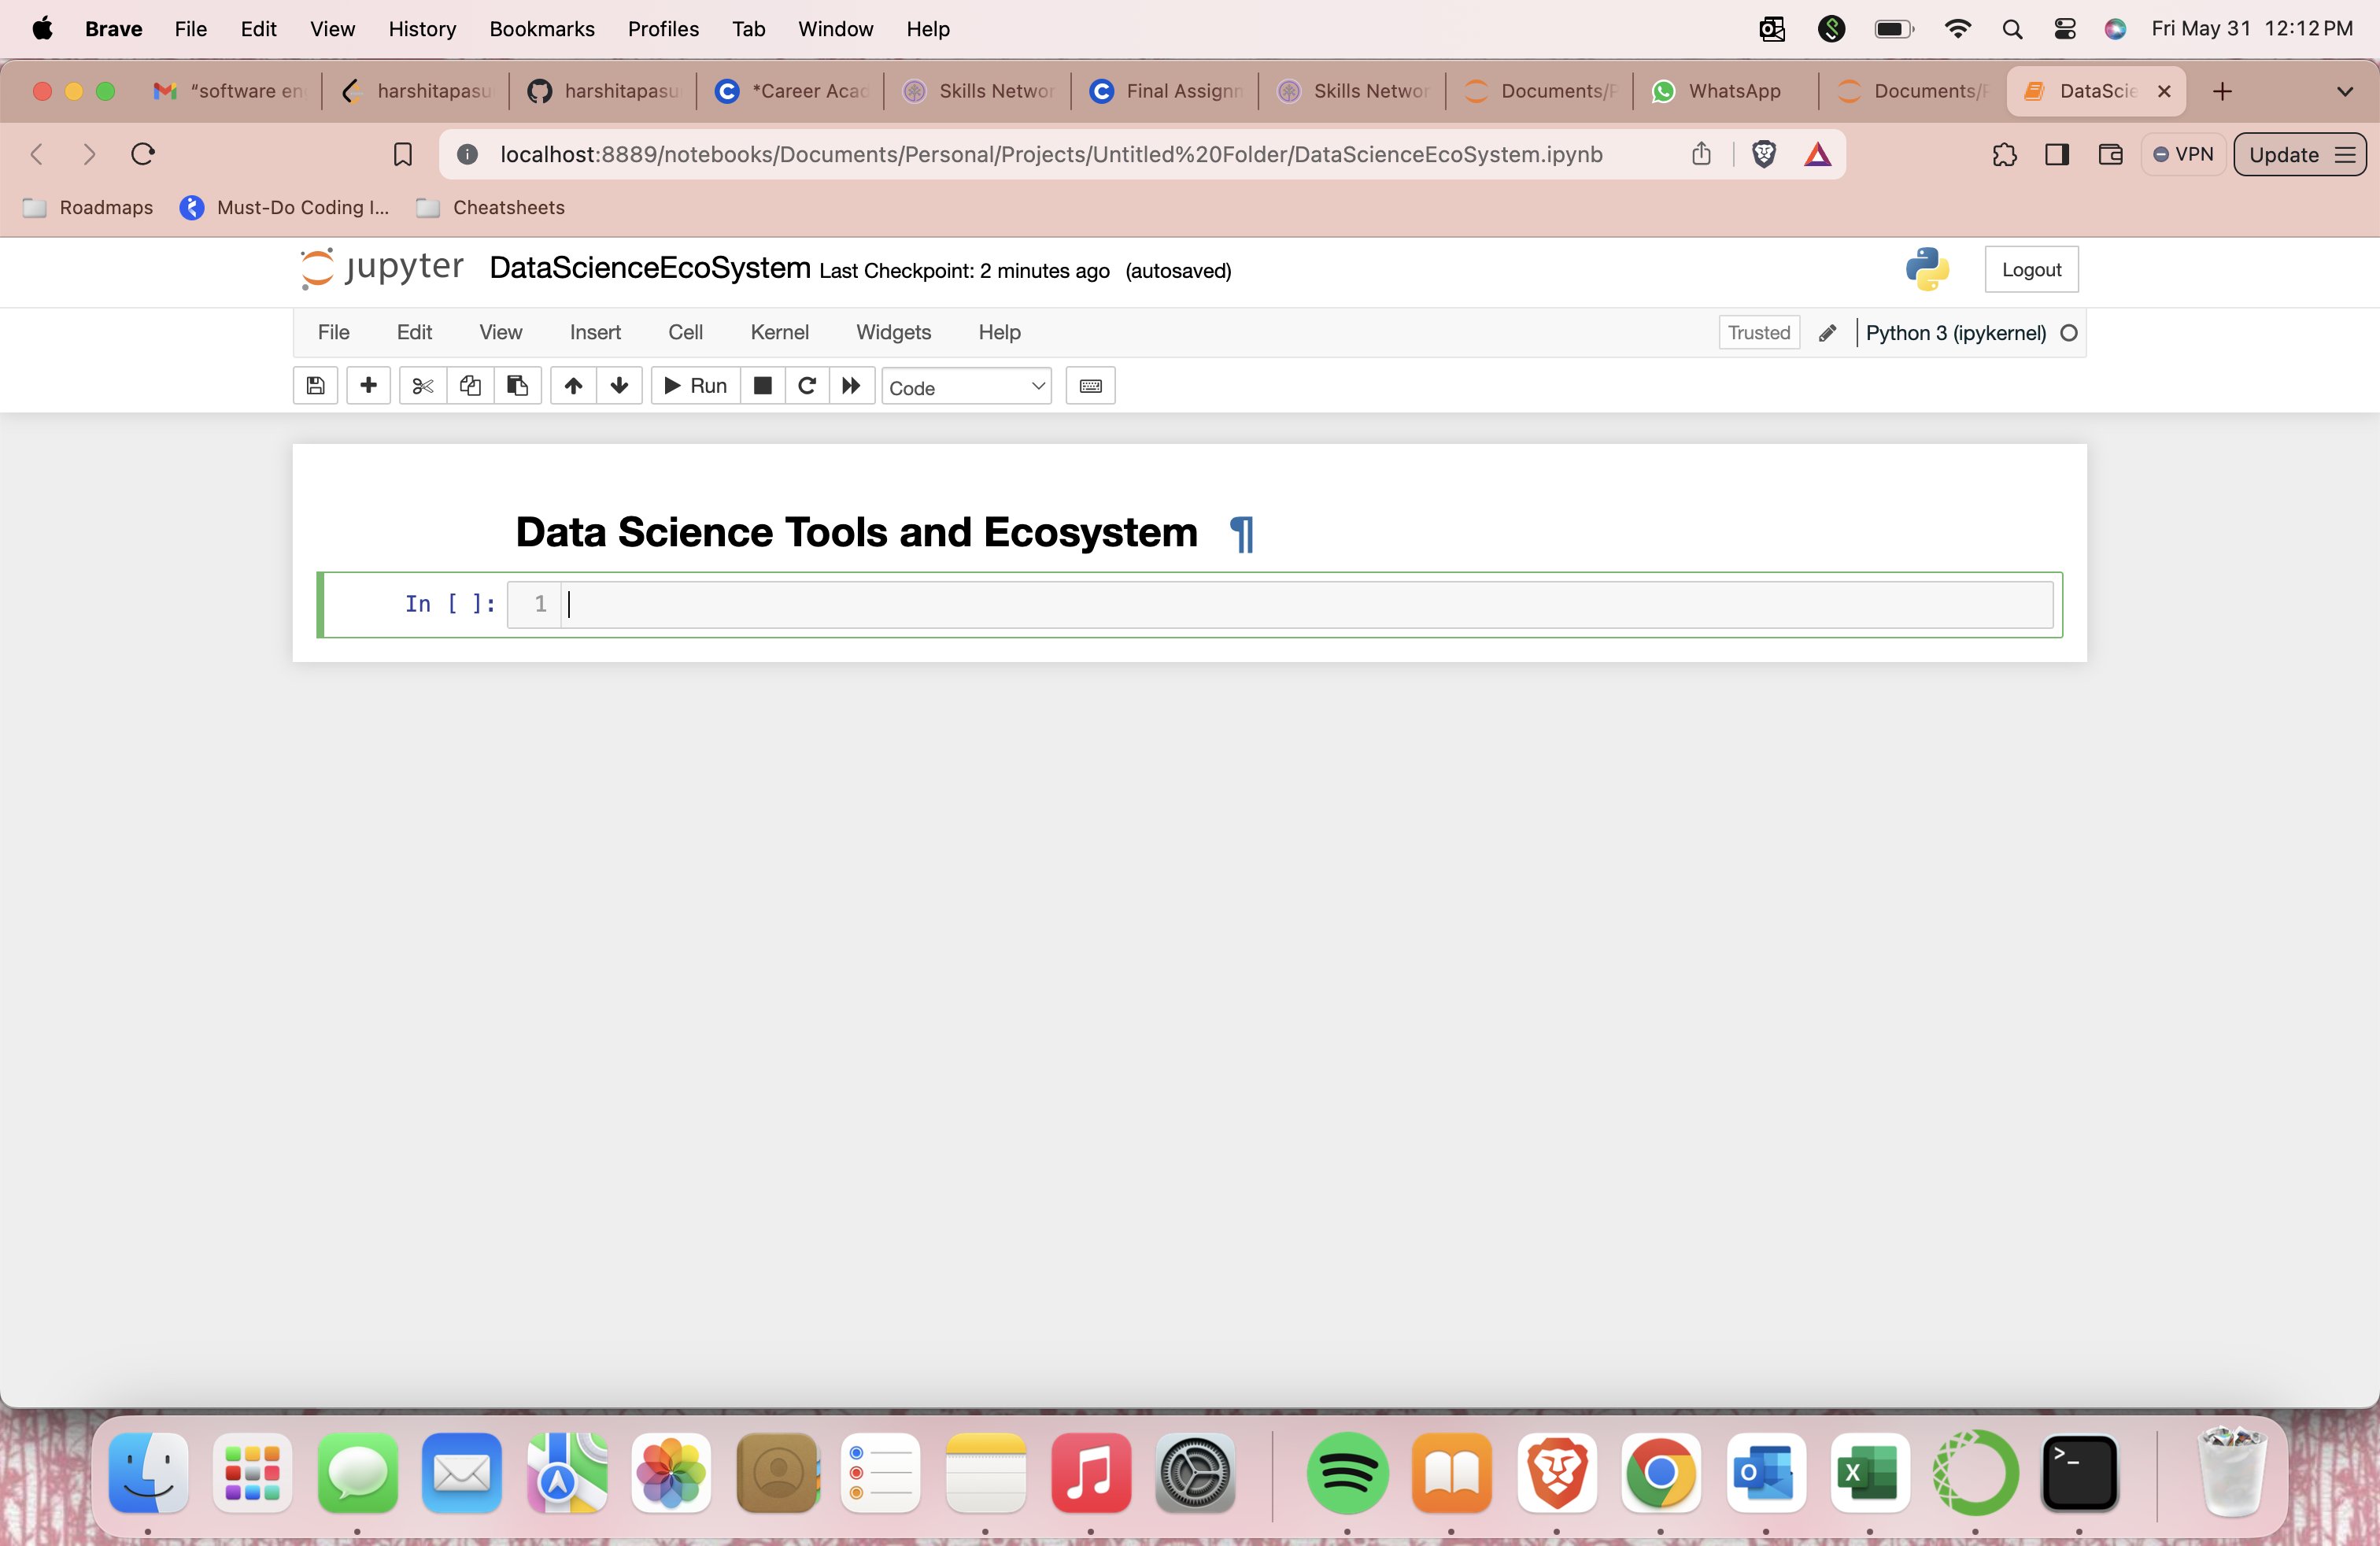 Brave File Edit View History Bookmarks Profiles Tab Window Help Fri May 31 12:12 PM
"software en harshitapasu harshitapasu *Career Acad Skills Networ Final Assignm Skills Networ Documents/P WhatsApp Documents/P DataScie
localhost:8889/notebooks/Documents/Personal/Projects/Untitled%20Folder/DataScienceEcoSystem.ipynb VPN Update
Roadmaps Must-Do Coding I... Cheatsheets
jupyter DataScienceEcoSystem Last Checkpoint: 2 minutes ago (autosaved) Logout
File Edit View Insert Cell Kernel Widgets Help Trusted Python 3 (ipykernel)
Run Code
Data Science Tools and Ecosystem ¶
In [ ]: 1